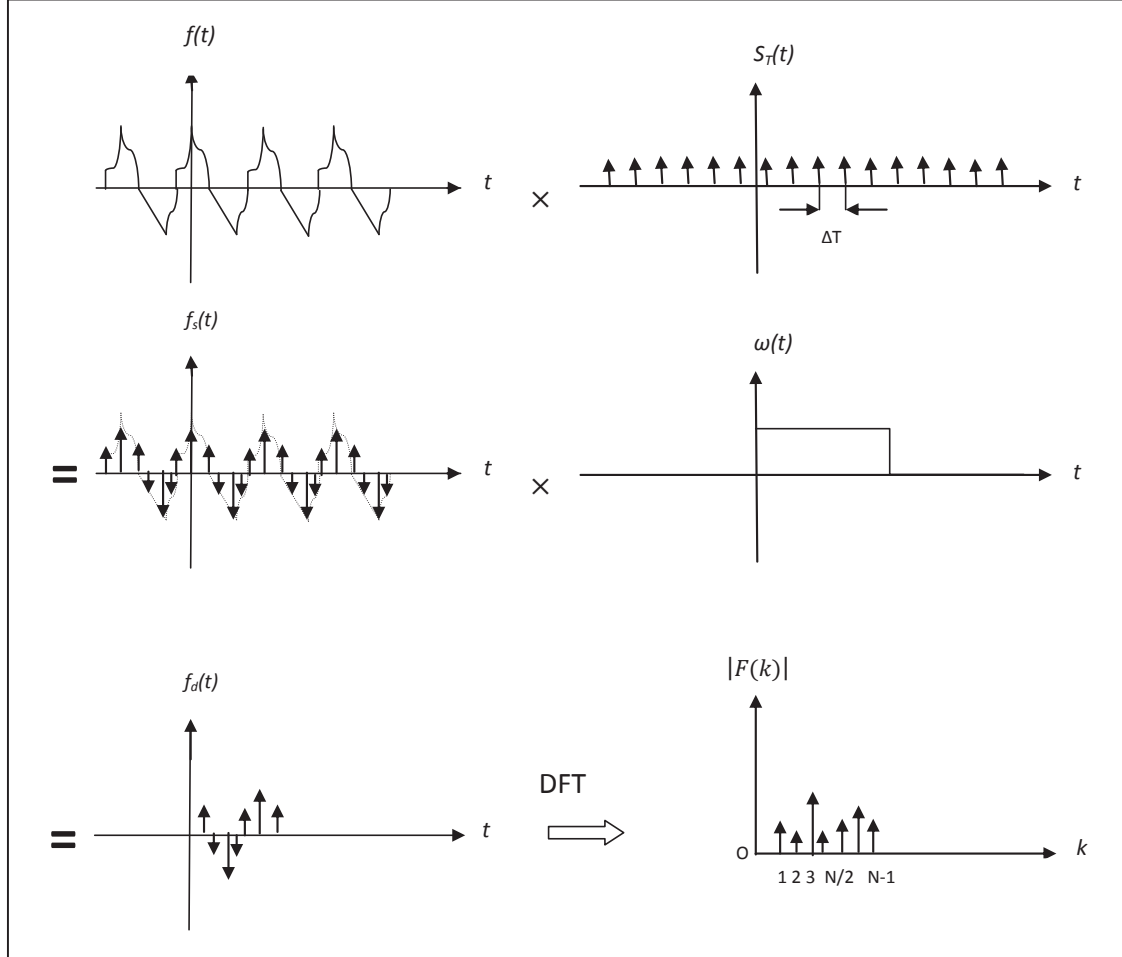 f(t)
S_T(t)
t
×
t
ΔT
f_s(t)
ω(t)
=
t
×
t
f_d(t)
|F(k)|
DFT
=
t
O
k
1 2 3 N/2 N-1